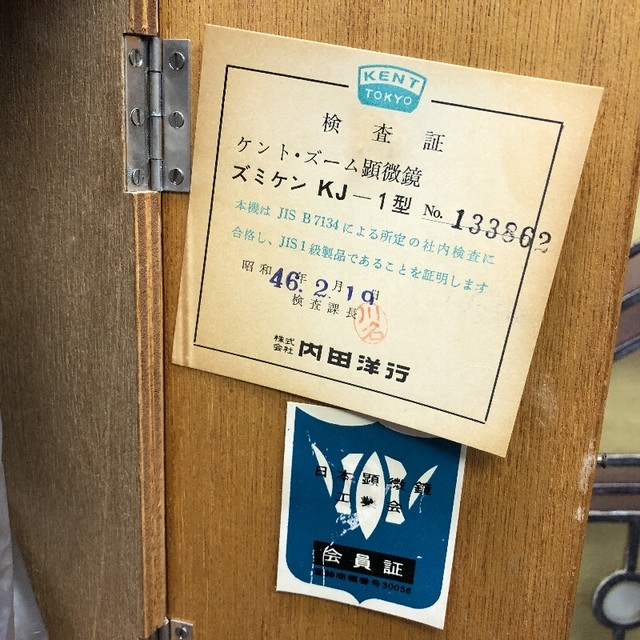 KENT
TOKYO
検査証
ケント・ズーム顕微鏡
ズミケン KJ－1型 No. 133862
本機は JIS B 7134 による所定の社内検査に
合格し、JIS 1級製品であることを証明します
昭和46年2月19日
検査課長 川名
株式会社 内田洋行
日本顕微鏡
工業会
会員証